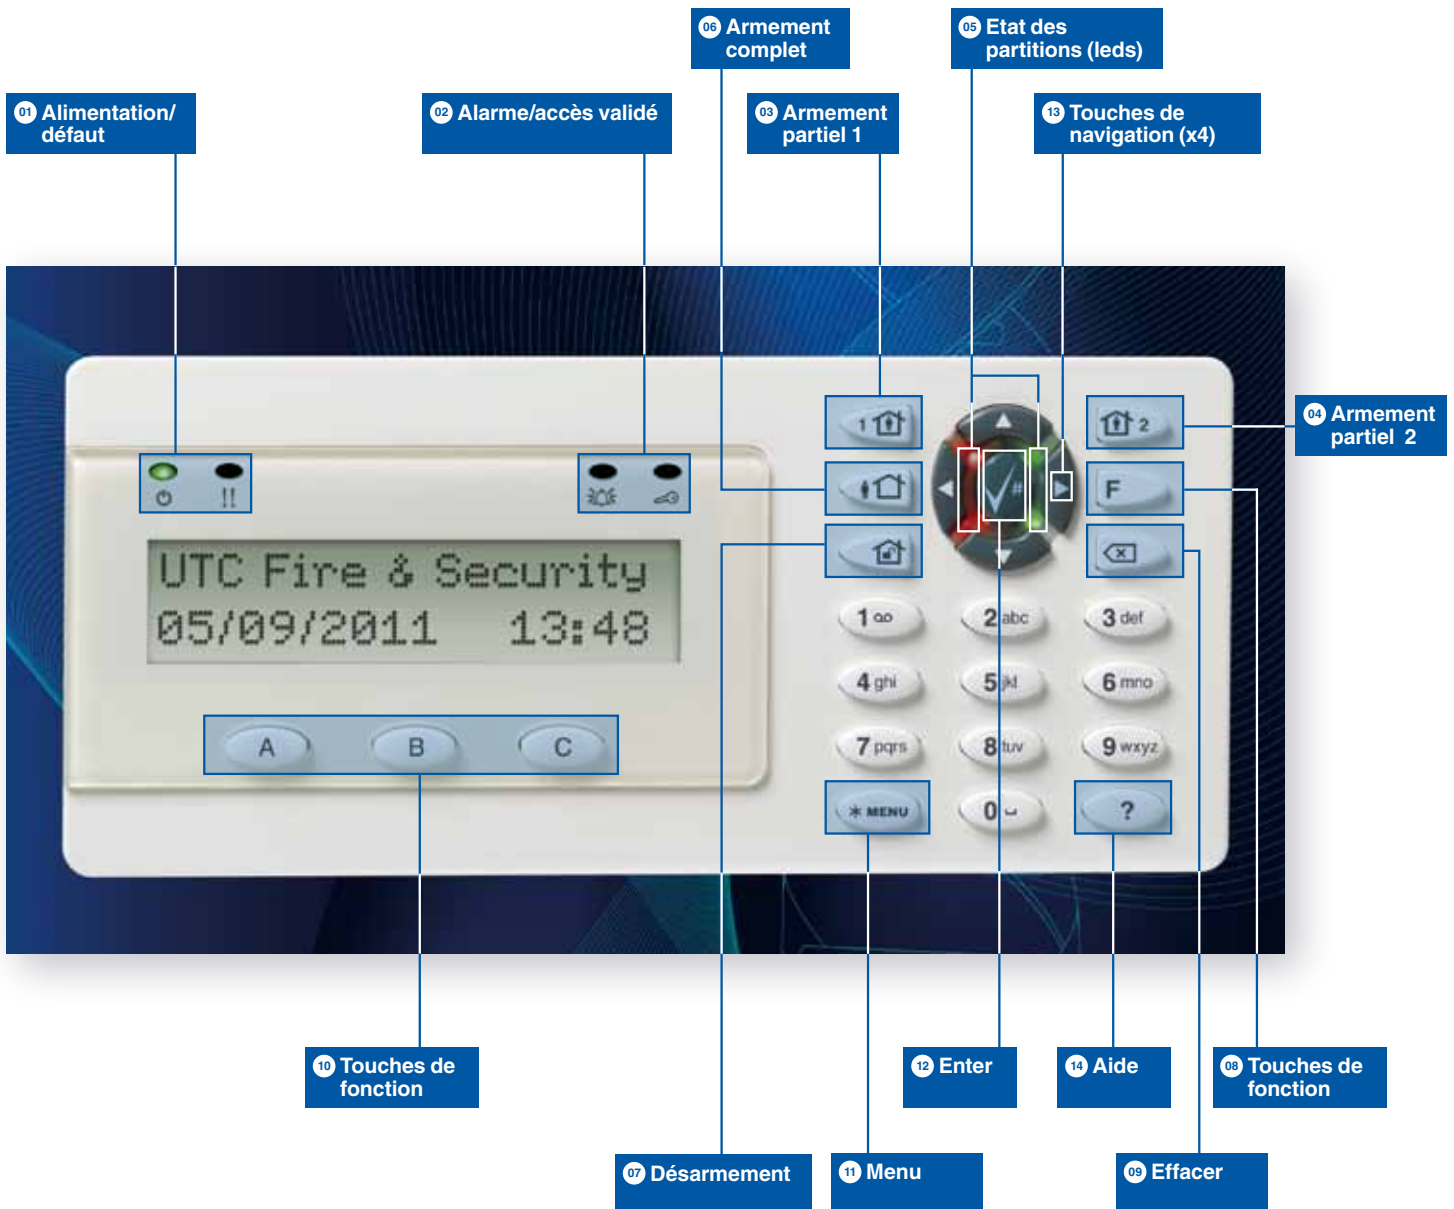 06 Armement
complet
05 Etat des
partitions (leds)
01 Alimentation/
défaut
02 Alarme/accès validé
03 Armement
partiel 1
13 Touches de
navigation (x4)
04 Armement
partiel 2
1
2
#
F
!!
UTC Fire & Security
05/09/2011 13:48
1
2 abc
3 def
4 ghi
5 jkl
6 mno
A B C
7 pqrs
8 tuv
9 wxyz
* MENU
0
?
10 Touches de
fonction
12 Enter
14 Aide
08 Touches de
fonction
07 Désarmement
11 Menu
09 Effacer